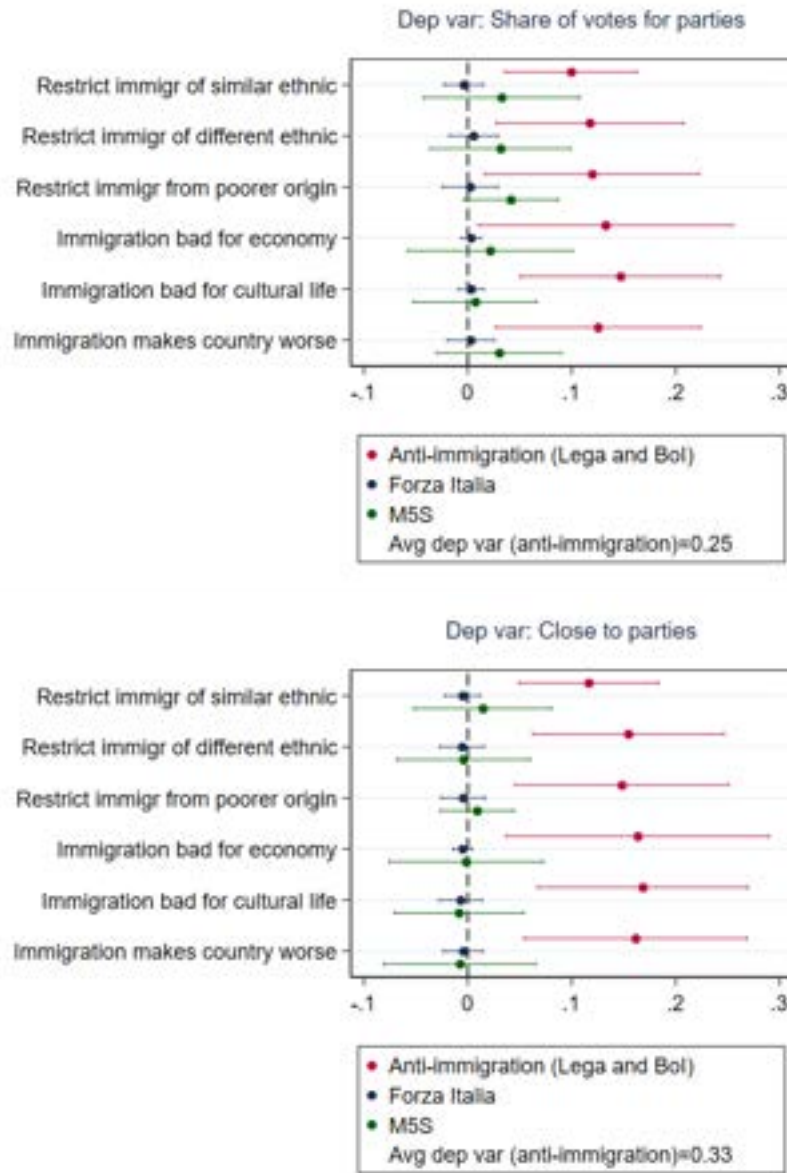 Dep var: Share of votes for parties
Restrict immigr of similar ethnic
Restrict immigr of different ethnic
Restrict immigr from poorer origin
Immigration bad for economy
Immigration bad for cultural life
Immigration makes country worse
-.1 0 .1 .2 .3
Anti-immigration (Lega and BoI)
Forza Italia
M5S
Avg dep var (anti-immigration)=0.25
Dep var: Close to parties
Restrict immigr of similar ethnic
Restrict immigr of different ethnic
Restrict immigr from poorer origin
Immigration bad for economy
Immigration bad for cultural life
Immigration makes country worse
-.1 0 .1 .2 .3
Anti-immigration (Lega and BoI)
Forza Italia
M5S
Avg dep var (anti-immigration)=0.33